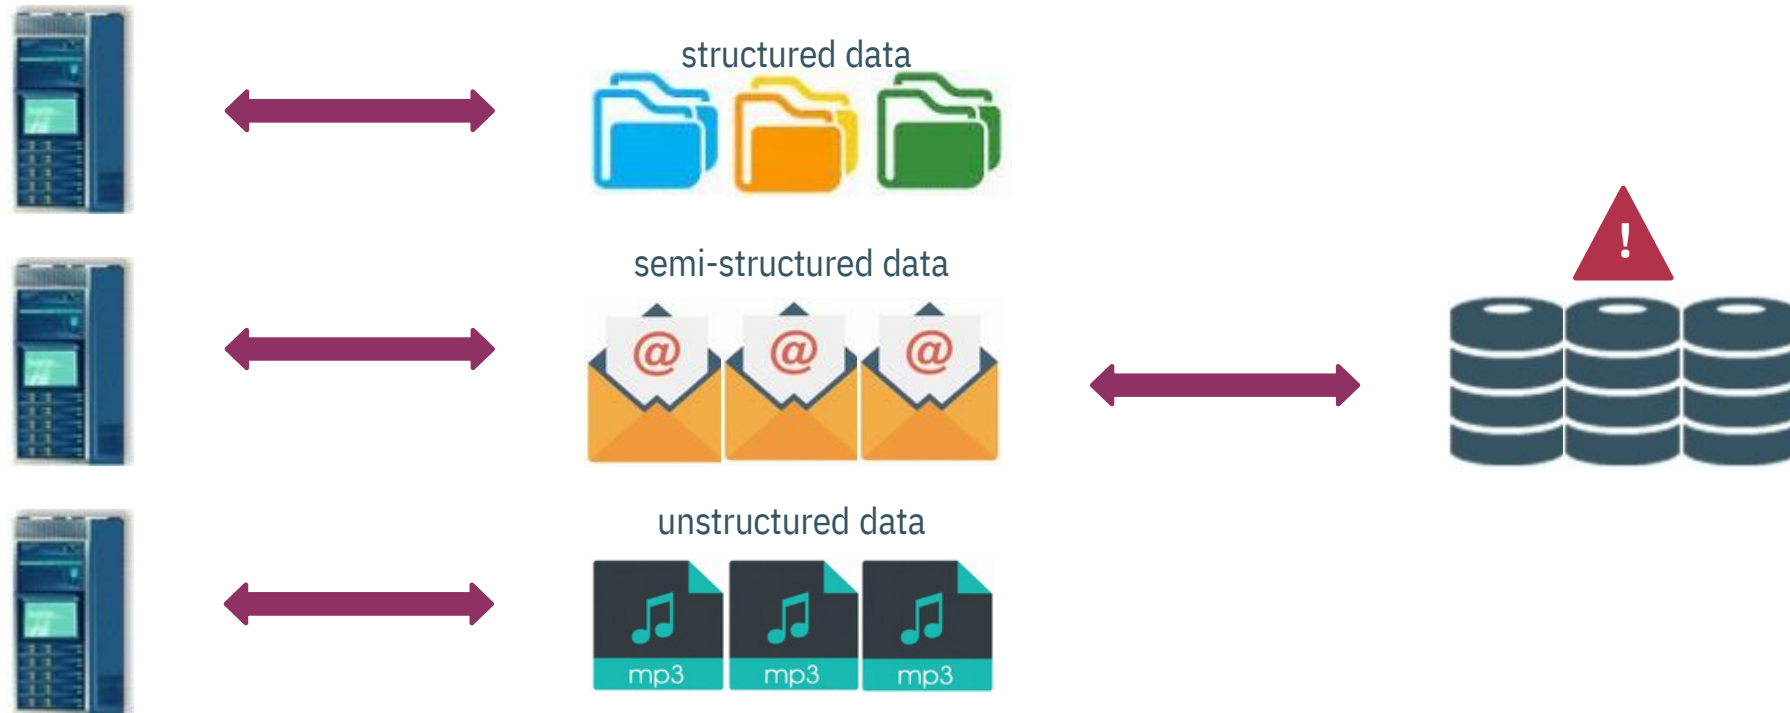 structured data
!
semi-structured data
@ @ @
unstructured data
mp3 mp3 mp3